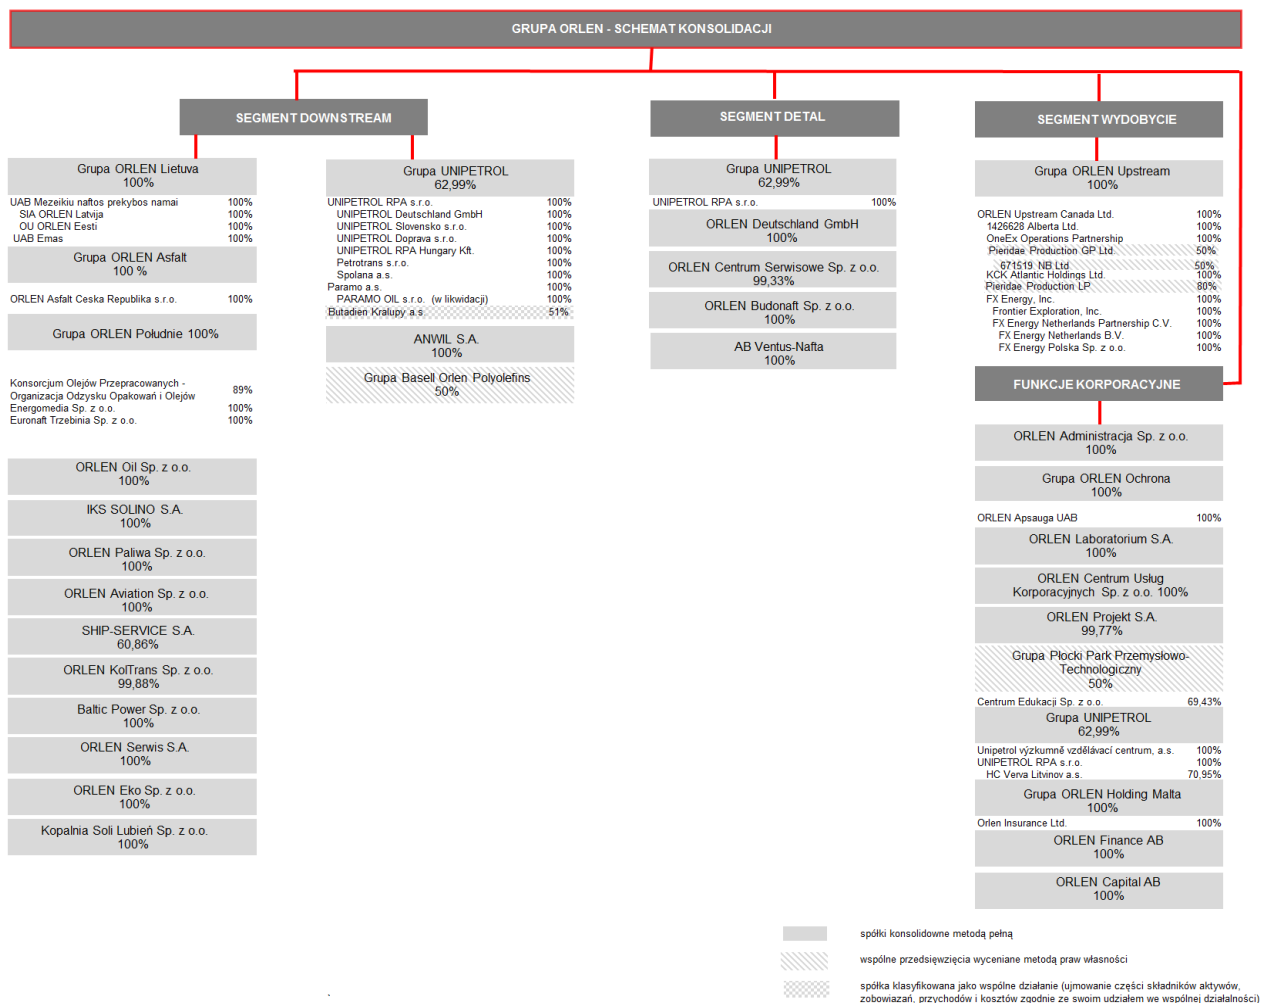 GRUPA ORLEN - SCHEMAT KONSOLIDACJI
SEGMENT DOWNSTREAM
Grupa ORLEN Lietuva
100%
UAB Mezeikiu naftos prekybos namai 100%
SIA ORLEN Latvija 100%
OU ORLEN Eesti 100%
UAB Emas 100%
Grupa ORLEN Asfalt
100 %
ORLEN Asfalt Ceska Republika s.r.o. 100%
Grupa ORLEN Południe 100%
Konsorcjum Olejów Przepracowanych -
Organizacja Odzysku Opakowań i Olejów 89%
Energomedia Sp. z o.o. 100%
Euronaft Trzebinia Sp. z o.o. 100%
ORLEN Oil Sp. z o.o.
100%
IKS SOLINO S.A.
100%
ORLEN Paliwa Sp. z o.o.
100%
ORLEN Aviation Sp. z o.o.
100%
SHIP-SERVICE S.A.
60,86%
ORLEN KolTrans Sp. z o.o.
99,88%
Baltic Power Sp. z o.o.
100%
ORLEN Serwis S.A.
100%
ORLEN Eko Sp. z o.o.
100%
Kopalnia Soli Lubień Sp. z o.o.
100%
Grupa UNIPETROL
62,99%
UNIPETROL RPA s.r.o. 100%
UNIPETROL Deutschland GmbH 100%
UNIPETROL Slovensko s.r.o. 100%
UNIPETROL Doprava s.r.o. 100%
UNIPETROL RPA Hungary Kft. 100%
Petrotrans s.r.o. 100%
Spolana a.s. 100%
Paramo a.s. 100%
PARAMO OIL s.r.o. (w likwidacji) 100%
Butadien Kralupy a.s. 51%
ANWIL S.A.
100%
Grupa Basell Orlen Polyolefins
50%
SEGMENT DETAL
Grupa UNIPETROL
62,99%
UNIPETROL RPA s.r.o. 100%
ORLEN Deutschland GmbH
100%
ORLEN Centrum Serwisowe Sp. z o.o.
99,33%
ORLEN Budonaft Sp. z o.o.
100%
AB Ventus-Nafta
100%
SEGMENT WYDOBYCIE
Grupa ORLEN Upstream
100%
ORLEN Upstream Canada Ltd. 100%
1426628 Alberta Ltd. 100%
OneEx Operations Partnership 100%
Pieridae Production GP Ltd. 50%
671519 NB Ltd. 50%
KCK Atlantic Holdings Ltd. 100%
Pieridae Production LP 80%
FX Energy, Inc. 100%
Frontier Exploration, Inc. 100%
FX Energy Netherlands Partnership C.V. 100%
FX Energy Netherlands B.V. 100%
FX Energy Polska Sp. z o.o. 100%
FUNKCJE KORPORACYJNE
ORLEN Administracja Sp. z o.o.
100%
Grupa ORLEN Ochrona
100%
ORLEN Apsauga UAB 100%
ORLEN Laboratorium S.A.
100%
ORLEN Centrum Usług
Korporacyjnych Sp. z o.o. 100%
ORLEN Projekt S.A.
99,77%
Grupa Płocki Park Przemysłowo-
Technologiczny
50%
Centrum Edukacji Sp. z o.o. 69,43%
Grupa UNIPETROL
62,99%
Unipetrol výzkumně vzdělávací centrum, a.s. 100%
UNIPETROL RPA s.r.o. 100%
HC Verva Litvinov a.s. 70,95%
Grupa ORLEN Holding Malta
100%
Orlen Insurance Ltd. 100%
ORLEN Finance AB
100%
ORLEN Capital AB
100%
spółki konsolidowne metodą pełną
wspólne przedsięwzięcia wyceniane metodą praw własności
spółka klasyfikowana jako wspólne działanie (ujmowanie części składników aktywów,
zobowiązań, przychodów i kosztów zgodnie ze swoim udziałem we wspólnej działalności)